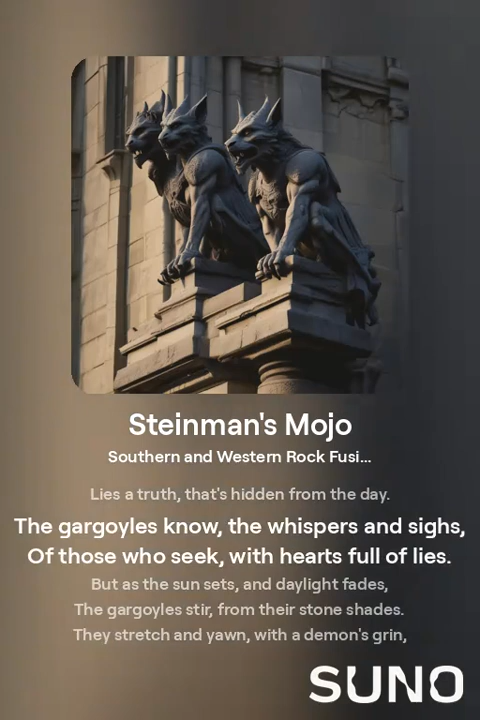 Steinman's Mojo
Southern and Western Rock Fusi...
Lies a truth, that's hidden from the day.
The gargoyles know, the whispers and sighs,
Of those who seek, with hearts full of lies.
But as the sun sets, and daylight fades,
The gargoyles stir, from their stone shades.
They stretch and yawn, with a demon's grin,
SUNO